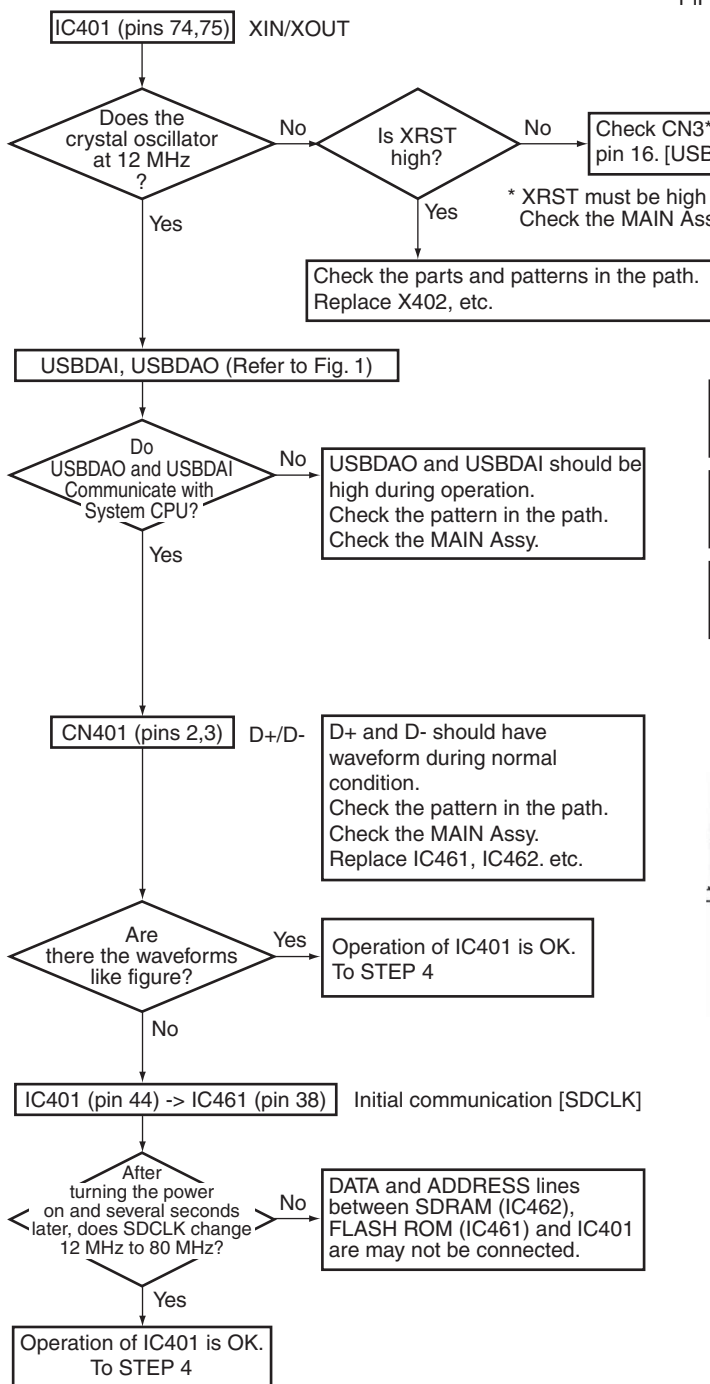 IC401 (pins 74,75) XIN/XOUT
Does the
crystal oscillator
at 12 MHz
?
No
Is XRST
high?
No
Check CN3*
pin 16.
Yes
* XRST must be high
Check the MAIN
Yes
Check the parts and patterns in the path.
Replace X402, etc.
USBDAI, USBDAO (Refer to Fig. 1)
Do
USBDAO and USBDAI
Communicate with
System CPU?
No
USBDAO and USBDAI should be
high during operation.
Check the pattern in the path.
Check the MAIN Assy.
Yes
CN401 (pins 2,3) D+/D-
D+ and D- should have
waveform during normal
condition.
Check the pattern in the path.
Check the MAIN Assy.
Replace IC461, IC462. etc.
Are
there the waveforms
like figure?
Yes
Operation of IC401 is OK.
To STEP 4
No
IC401 (pin 44) -> IC461 (pin 38) Initial communication [SDCLK]
After
turning the power
on and several seconds
later, does SDCLK change
12 MHz to 80 MHz?
No
DATA and ADDRESS lines
between SDRAM (IC462),
FLASH ROM (IC461) and IC401
are may not be connected.
Yes
Operation of IC401 is OK.
To STEP 4